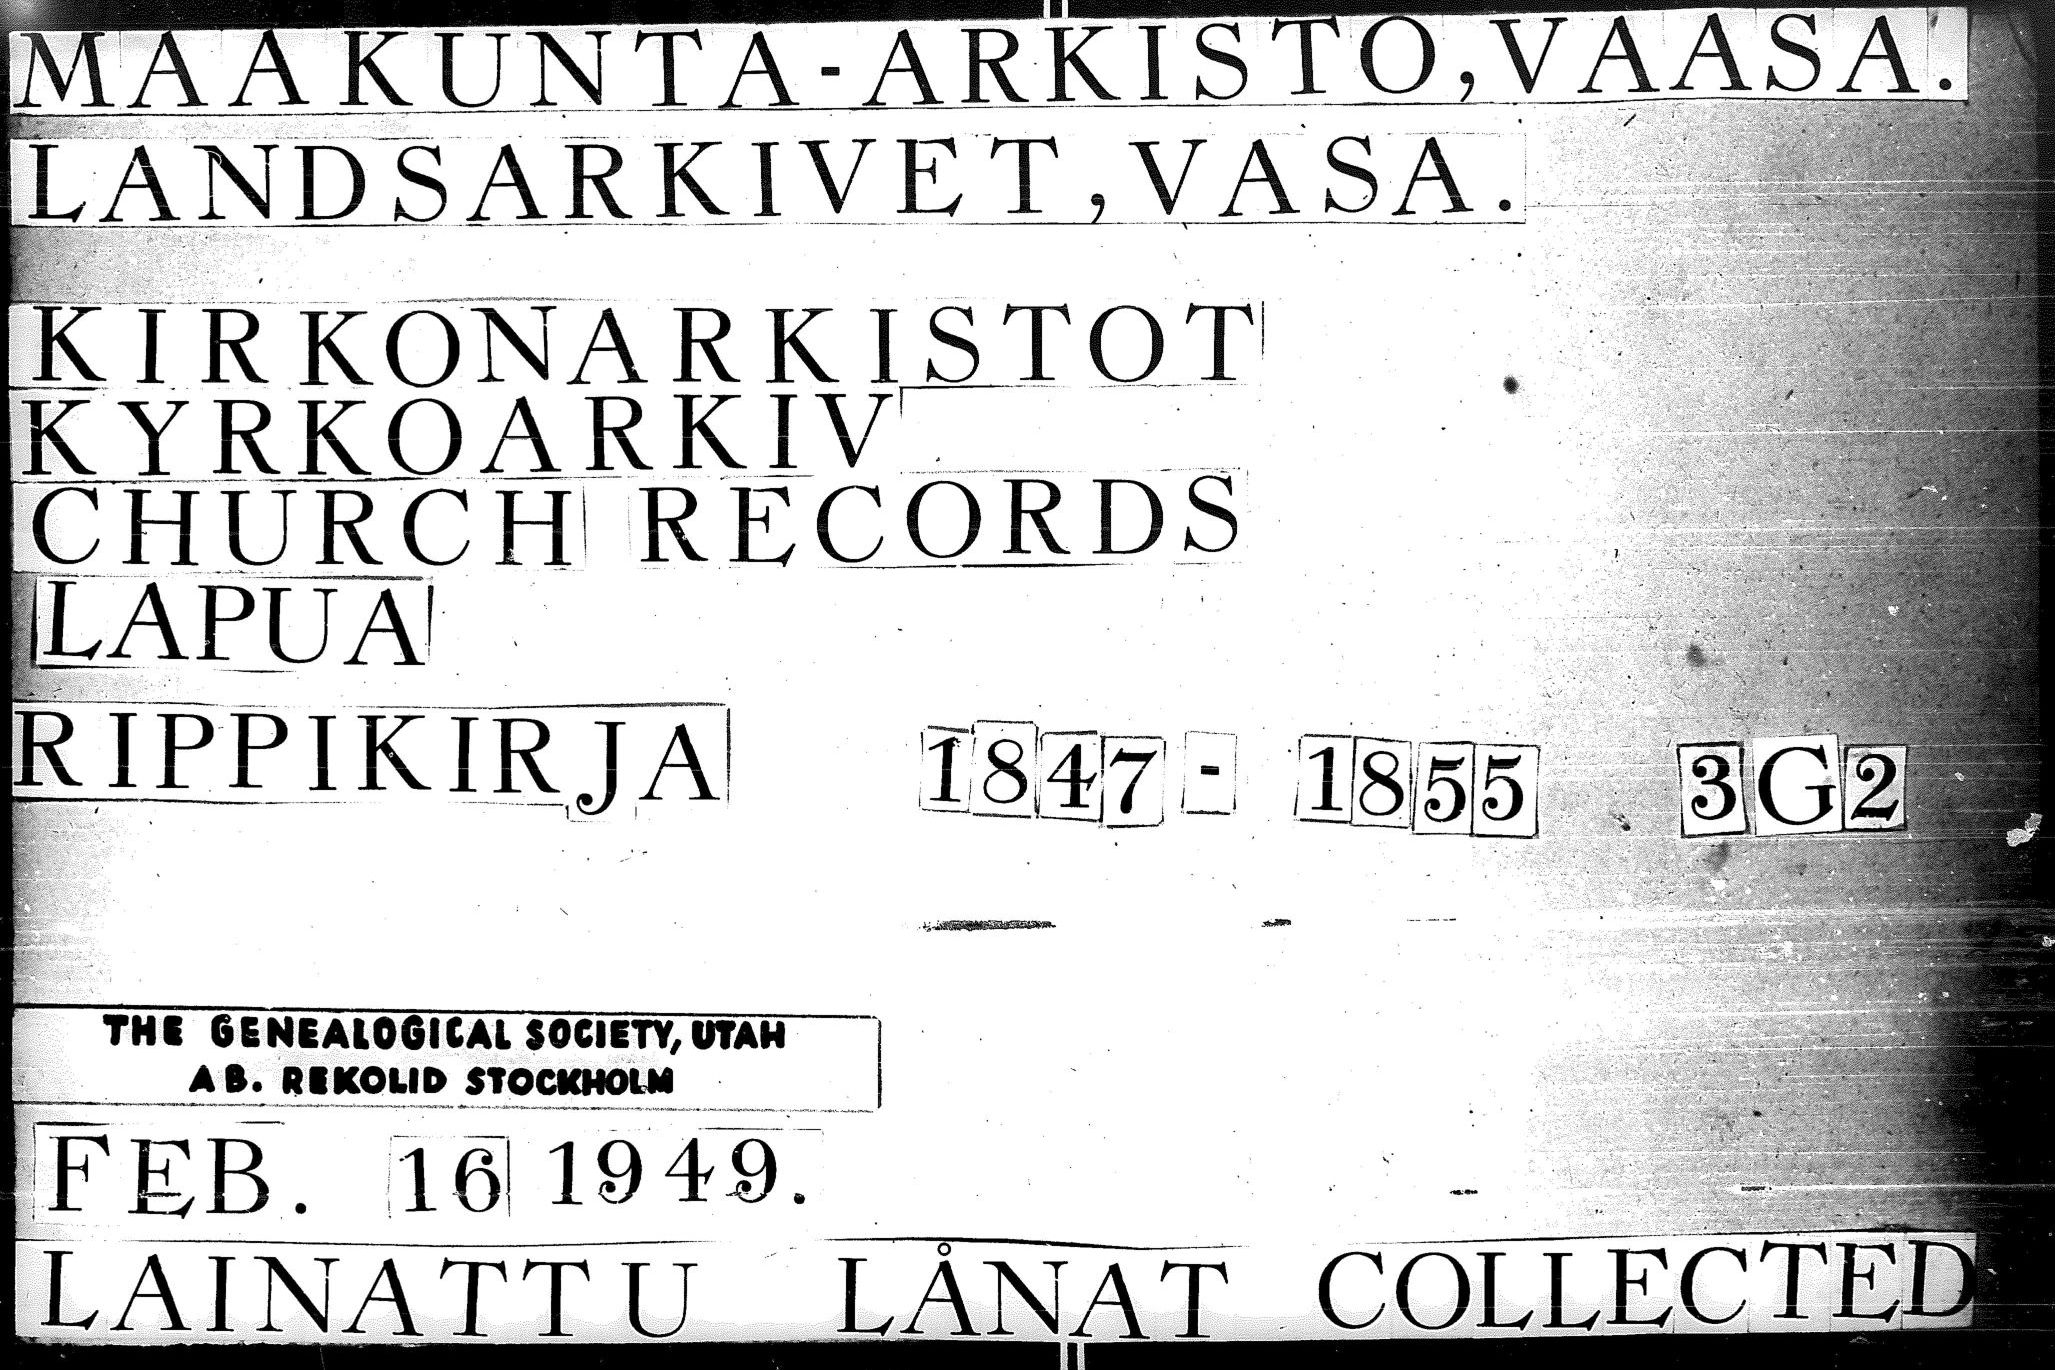 MAAKUNTA-ARKISTO, VAASA.
LANDSARKIVET, VASA.
KIRKONARKISTOT
KYRKOARKIV
CHURCH RECORDS
LAPUA
RIPPIKIRJA 1847 - 1855 3G2
THE GENEALOGICAL SOCIETY, UTAH
AB. REKOLID STOCKHOLM
FEB. 16 1949.
LAINATTU LÅNAT COLLECTED